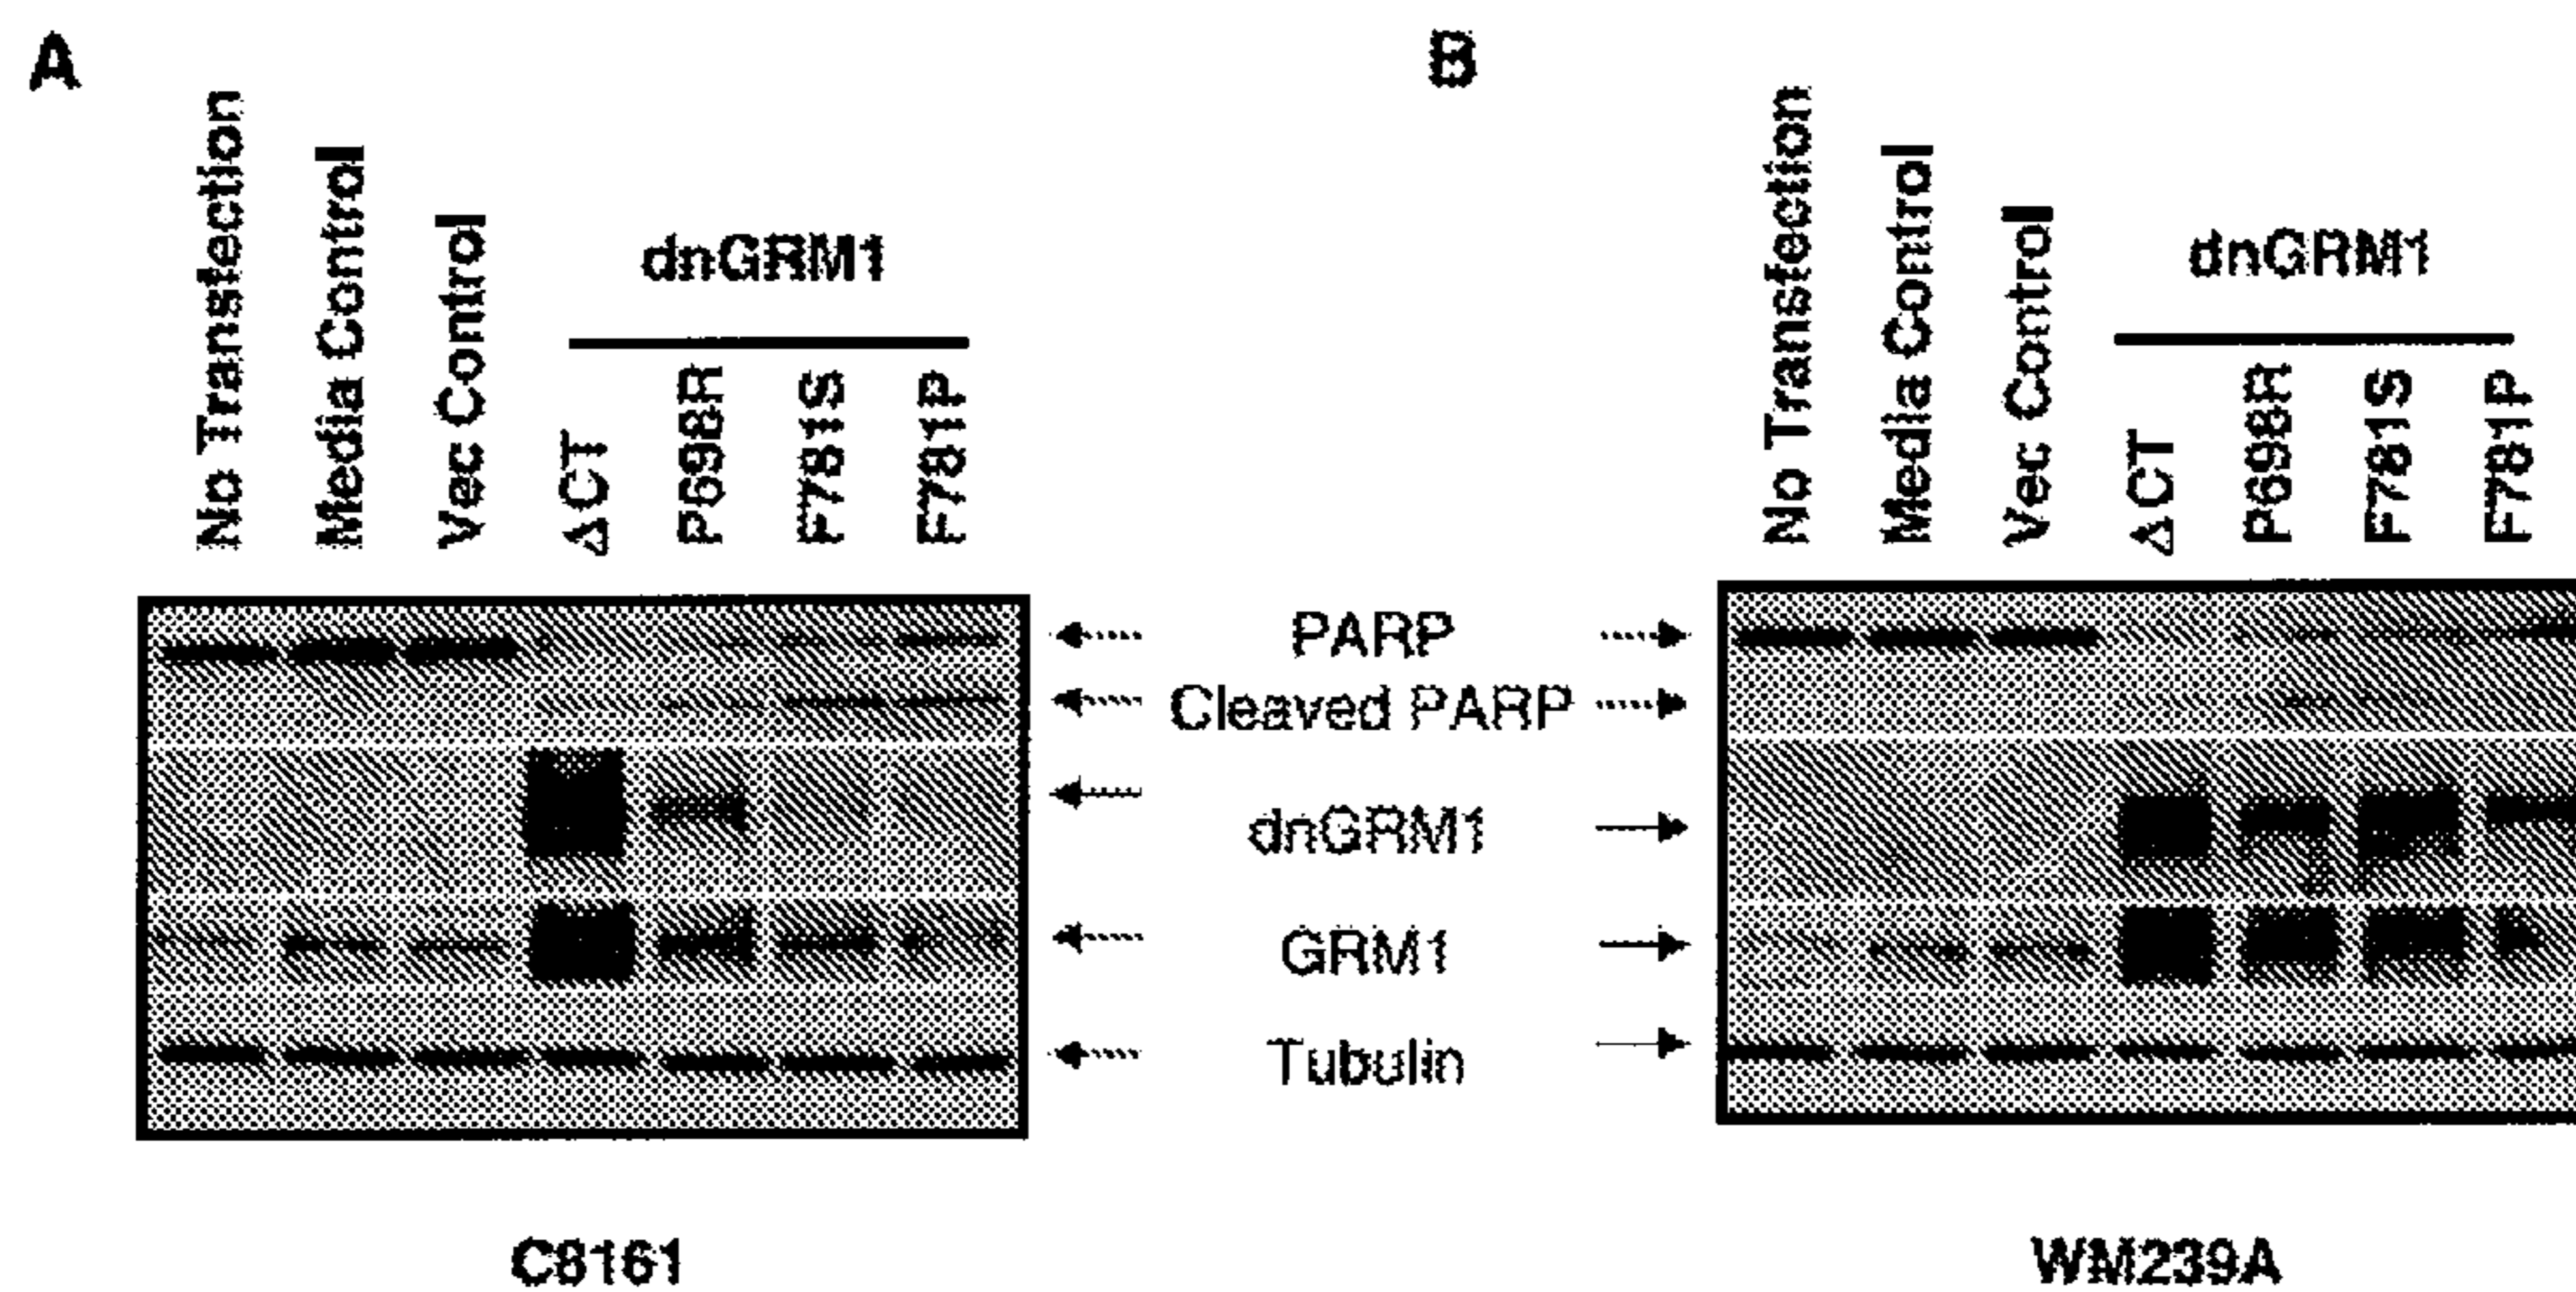 A
B
No Transfection
Media Control
Vec Control
dnGRM1
ΔCT
P698R
F781S
F781P
No Transfection
Media Control
Vec Control
dnGRM1
ΔCT
P698R
F781S
F781P
PARP
Cleaved PARP
dnGRM1
GRM1
Tubulin
C8161
WM239A